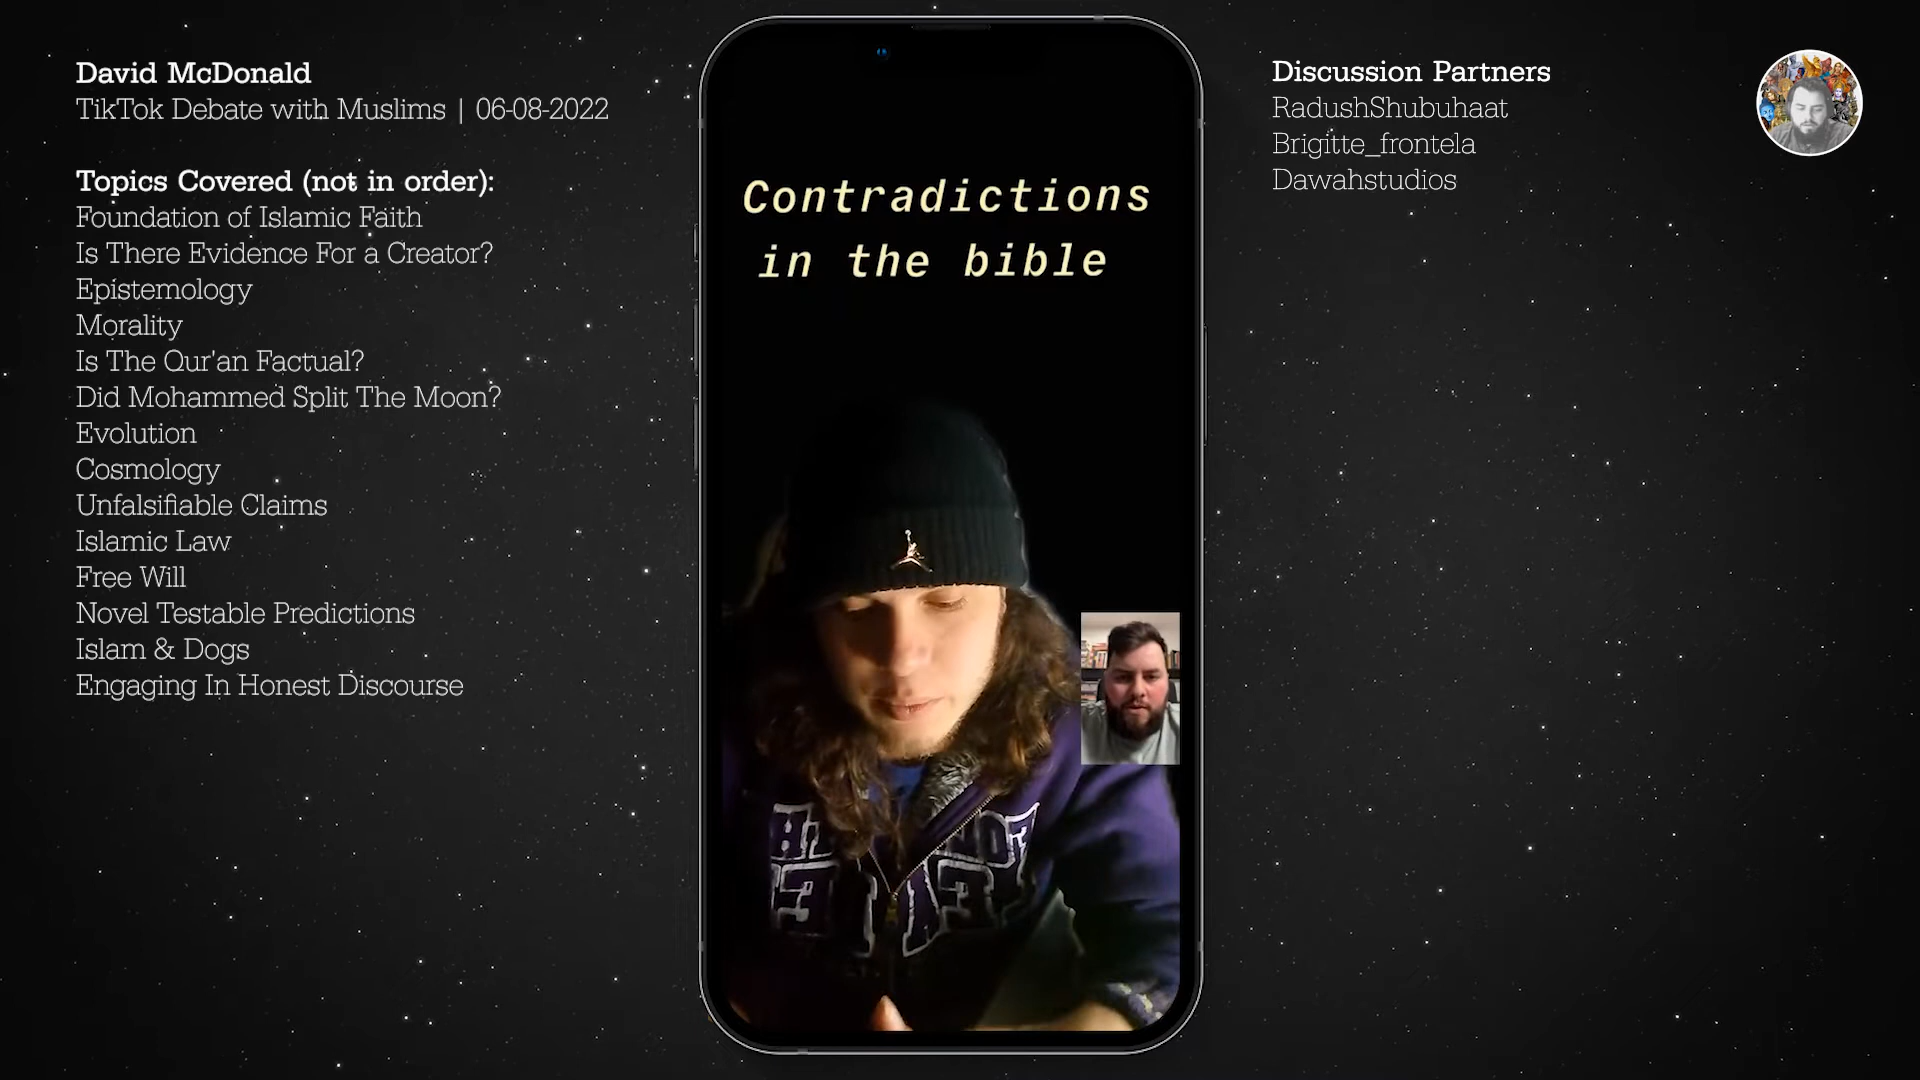 David McDonald
TikTok Debate with Muslims | 06-08-2022
Topics Covered (not in order):
Foundation of Islamic Faith
Is There Evidence For a Creator?
Epistemology
Morality
Is The Qur'an Factual?
Did Mohammed Split The Moon?
Evolution
Cosmology
Unfalsifiable Claims
Islamic Law
Free Will
Novel Testable Predictions
Islam & Dogs
Engaging In Honest Discourse
Contradictions
in the bible
Discussion Partners
RadushShubuhaat
Brigitte_frontela
Dawahstudios